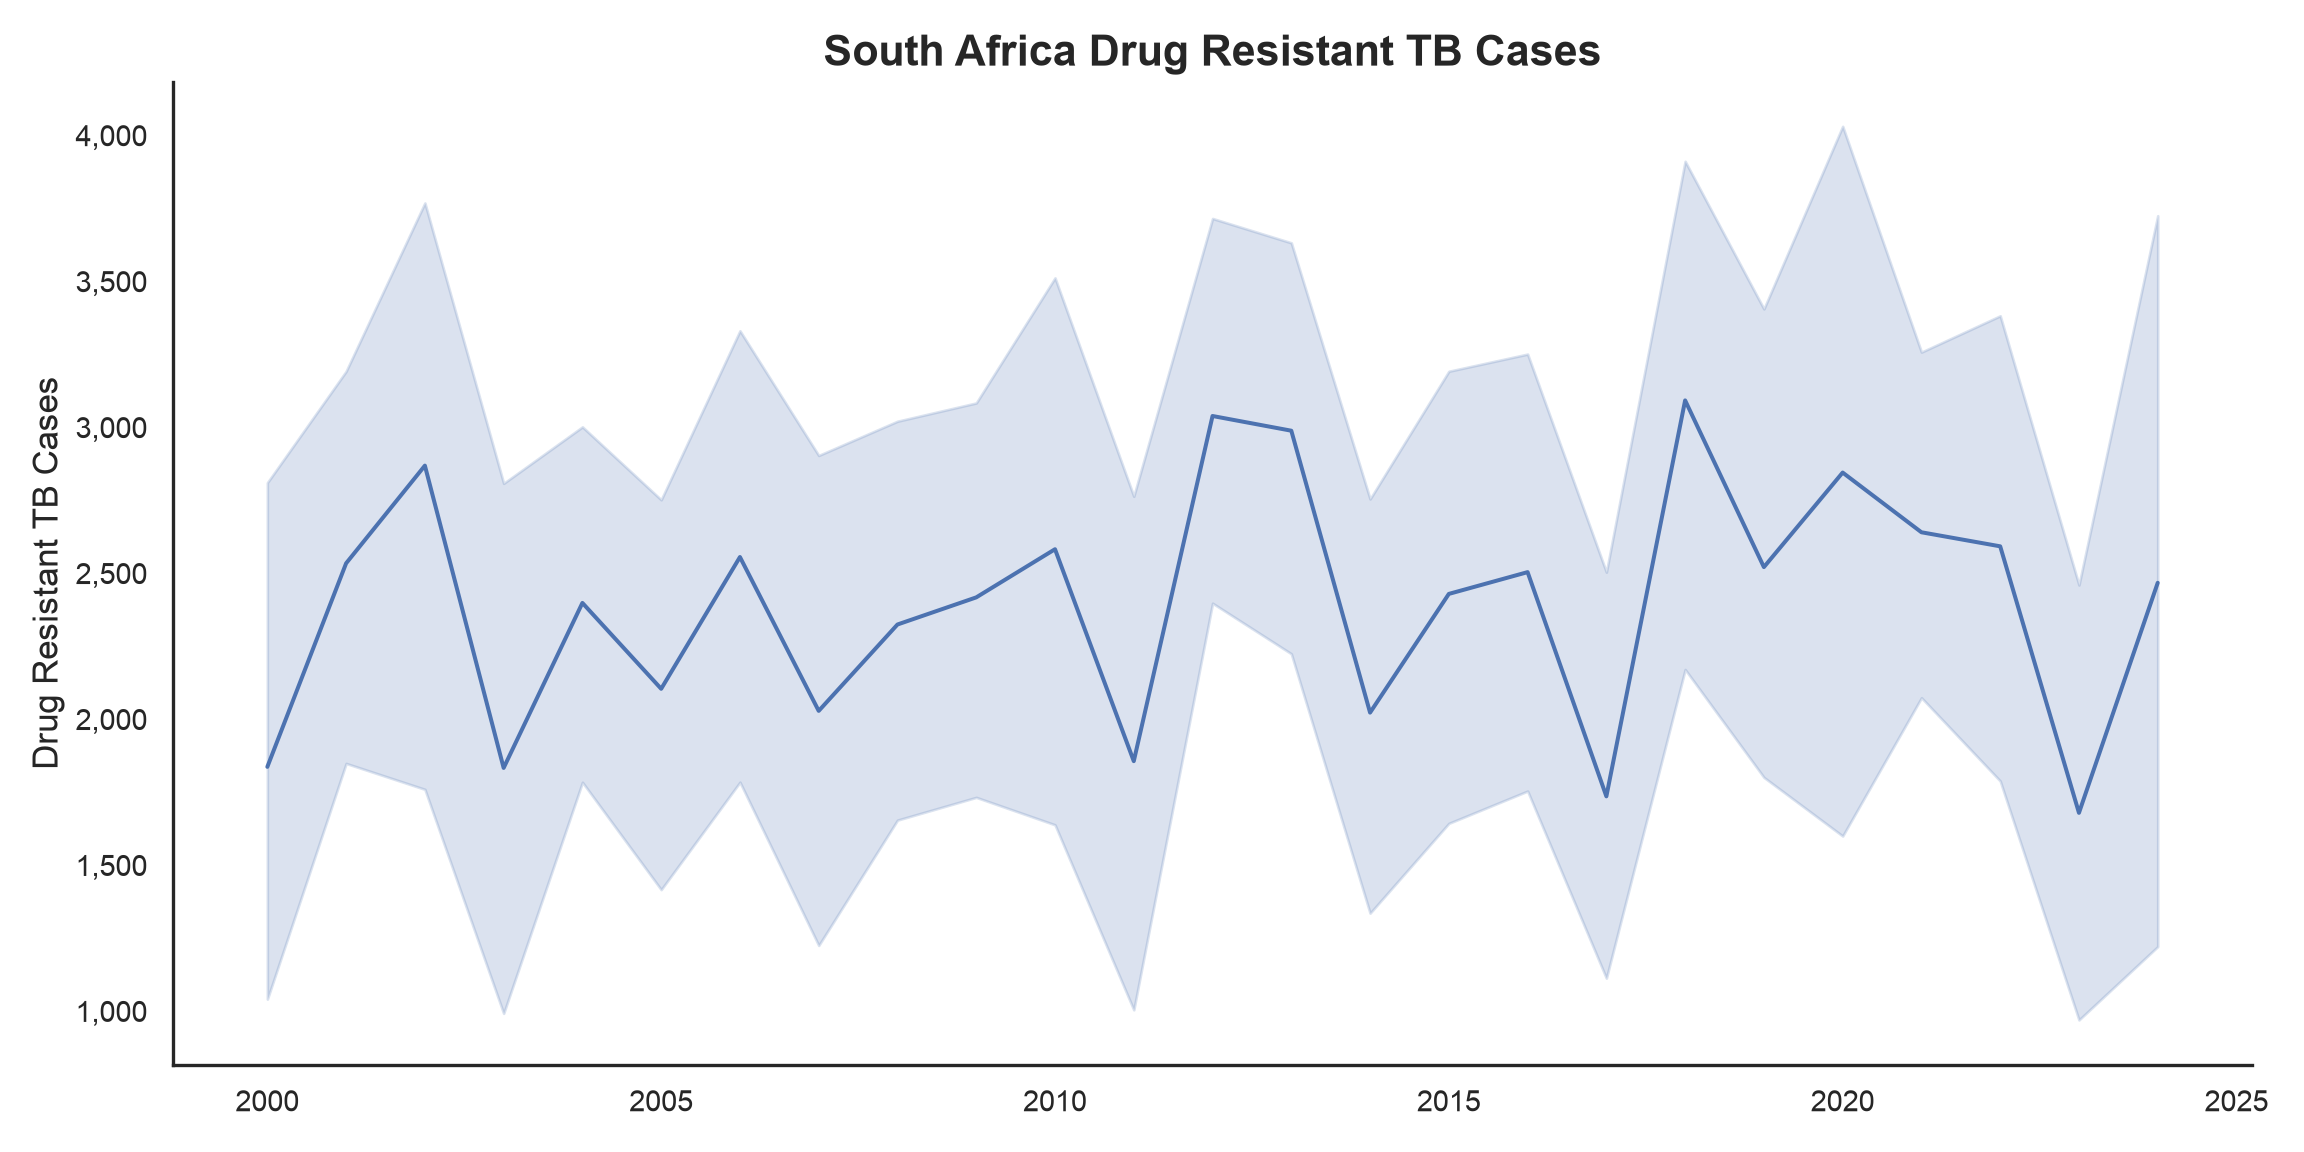 South Africa Drug Resistant TB Cases
Drug Resistant TB Cases
4,000
3,500
3,000
2,500
2,000
1,500
1,000
2000 2005 2010 2015 2020 2025